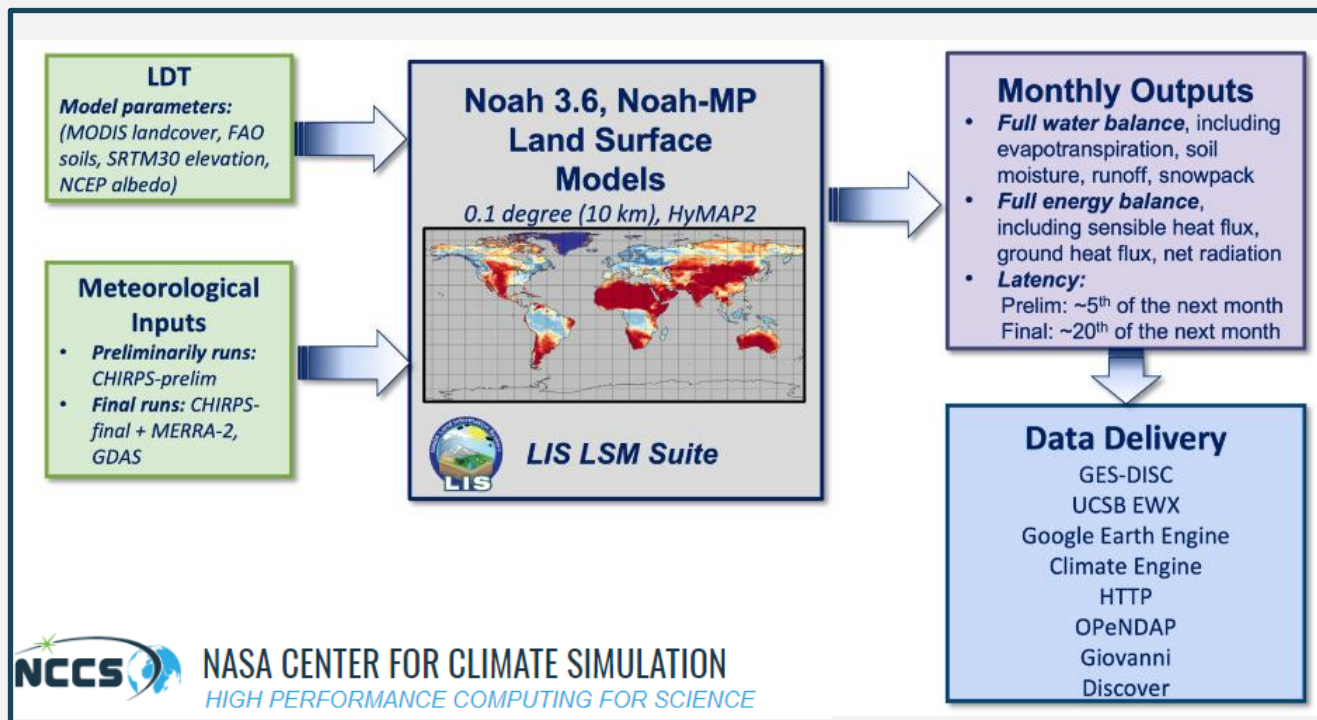 LDT
Model parameters:
(MODIS landcover, FAO
soils, SRTM30 elevation,
NCEP albedo)
Meteorological
Inputs
• Preliminarily runs:
CHIRPS-prelim
• Final runs: CHIRPS-
final + MERRA-2,
GDAS
Noah 3.6, Noah-MP
Land Surface
Models
0.1 degree (10 km), HyMAP2
LIS
LIS LSM Suite
Monthly Outputs
• Full water balance, including
evapotranspiration, soil
moisture, runoff, snowpack
• Full energy balance,
including sensible heat flux,
ground heat flux, net radiation
• Latency:
Prelim: ~5th of the next month
Final: ~20th of the next month
Data Delivery
GES-DISC
UCSB EWX
Google Earth Engine
Climate Engine
HTTP
OPeNDAP
Giovanni
Discover
NCCS
NASA CENTER FOR CLIMATE SIMULATION
HIGH PERFORMANCE COMPUTING FOR SCIENCE